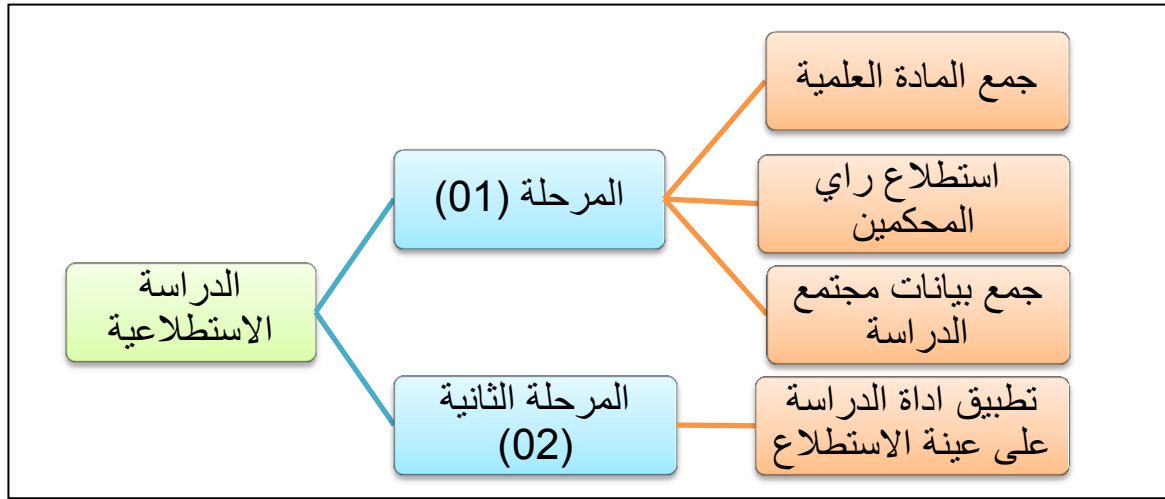 الدراسة
الاستطلاعية
المرحلة (01)
جمع المادة العلمية
استطلاع راي
المحكمين
جمع بيانات مجتمع
الدراسة
المرحلة الثانية
(02)
تطبيق اداة الدراسة
على عينة الاستطلاع